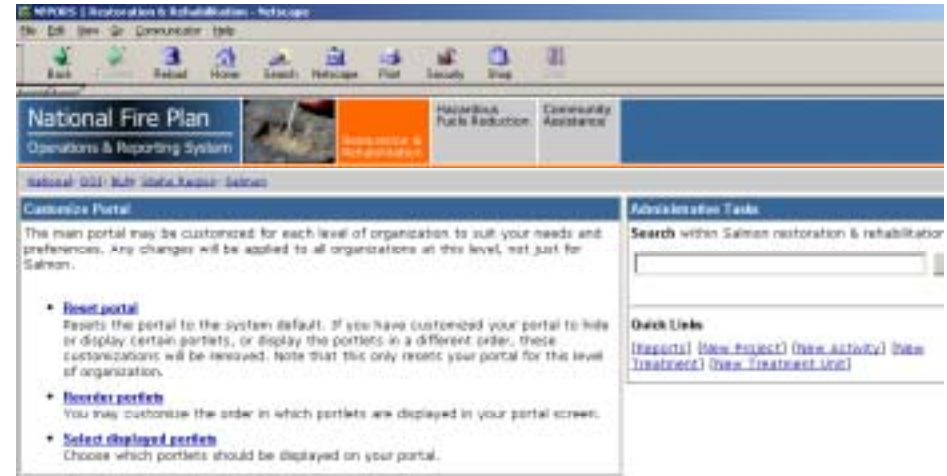 NFPORS | Restoration & Rehabilitation - Netscape
File Edit View Go Communicator Help
Back Reload Home Search Netscape Print Security Shop
National Fire Plan
Operations & Reporting System
Restoration & Rehabilitation
Hazardous Fuels Reduction
Community Assistance
National DOI BLM Idaho Region Salmon
Customize Portal
The main portal may be customized for each level of organization to suit your needs and
preferences. Any changes will be applied to all organizations at this level, not just for
Salmon.
• Reset portal
Resets the portal to the system default. If you have customized your portal to hide
or display certain portlets, or display the portlets in a different order, these
customizations will be removed. Note that this only resets your portal for this level
of organization.
• Reorder portlets
You may customize the order in which portlets are displayed in your portal screen.
• Select displayed portlets
Choose which portlets should be displayed on your portal.
Administrative Tasks
Search within Salmon restoration & rehabilitation
Quick Links
[Reports] [New Project] [New Activity] [New
Treatment] [New Treatment Unit]